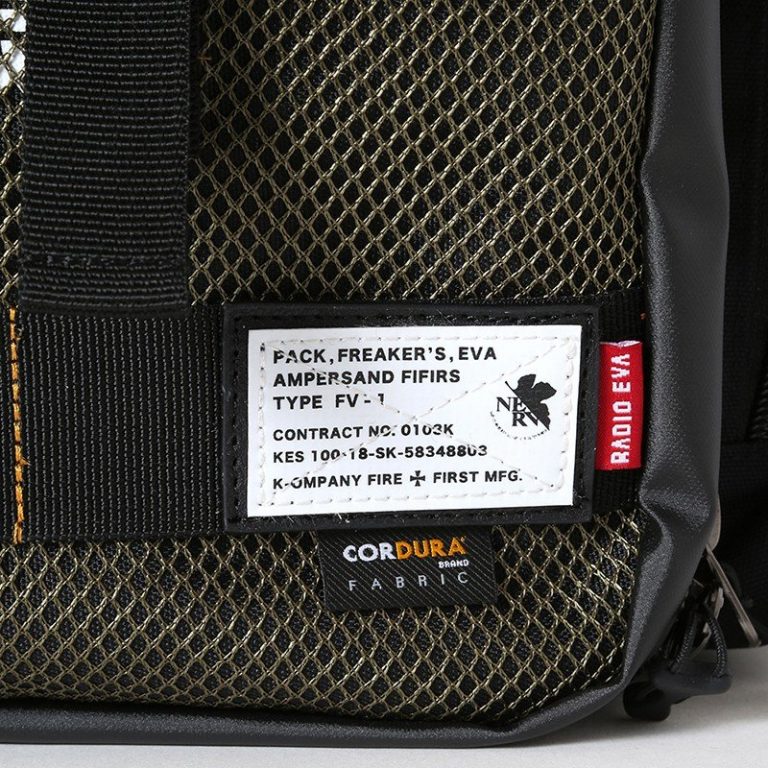 PACK, FREAKER'S, EVA
AMPERSAND FIFIRS
TYPE FV-1
CONTRACT NO. 0103K
KES 100-18-SK-58348803
K-OMPANY FIRE ✚ FIRST MFG.
NERV
RADIO EVA
CORDURA
BRAND
FABRIC